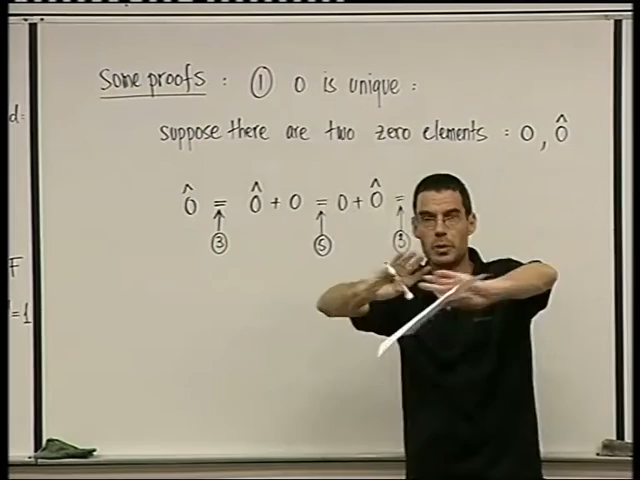 Some proofs : ① 0 is unique :
d:
suppose there are two zero elements : 0 , 0̂
0̂ = 0̂ + 0 = 0 + 0̂ =
③ ⑤ ③
F
=1